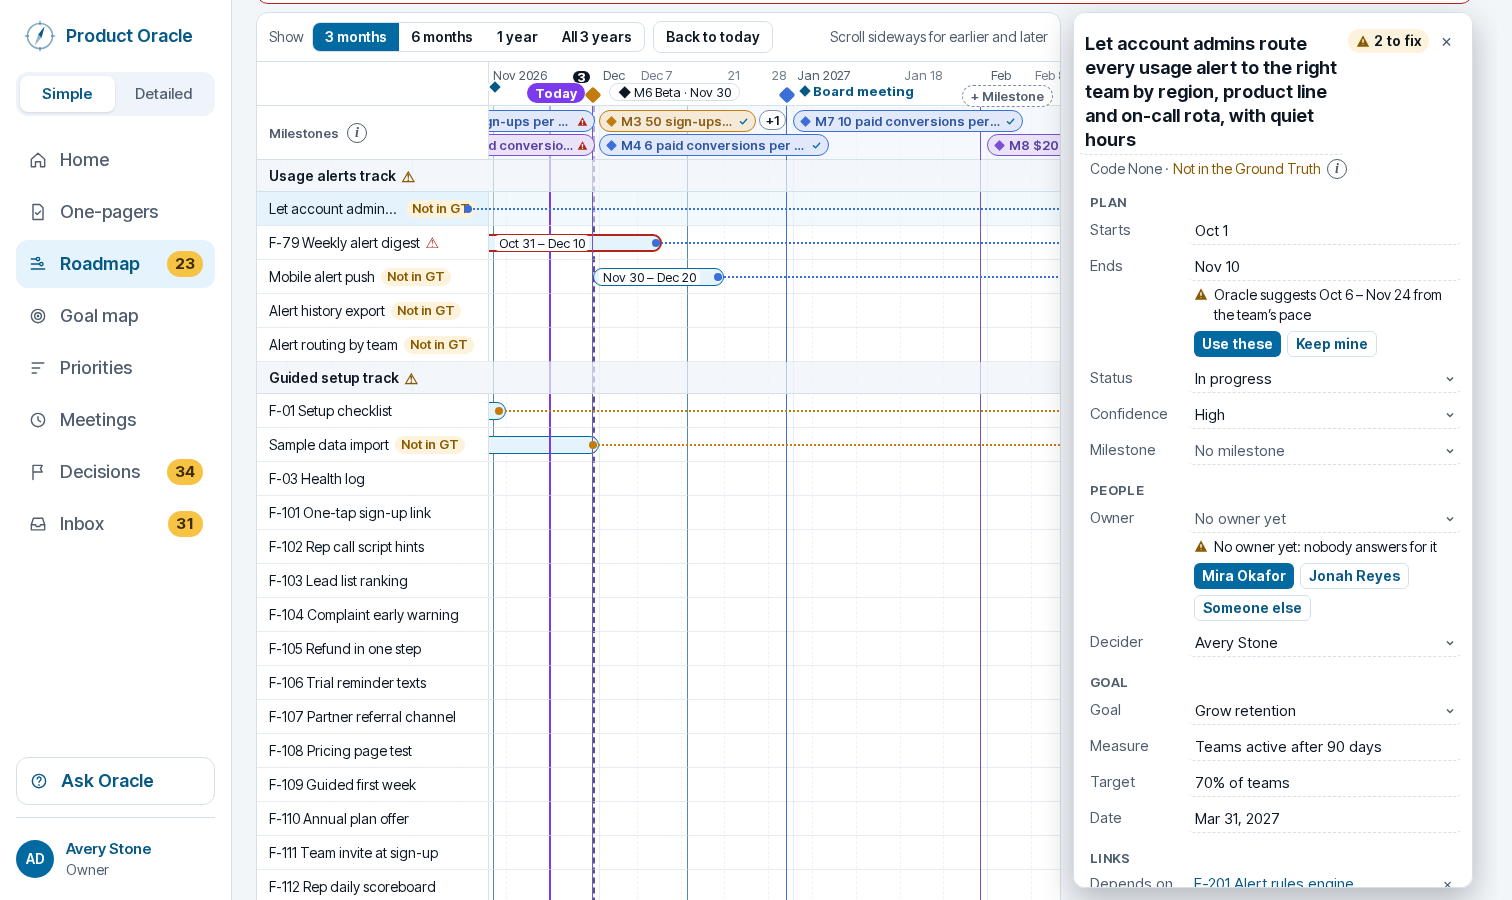 Product Oracle
Simple
Detailed
Home
One-pagers
Roadmap
23
Goal map
Priorities
Meetings
Decisions
34
Inbox
31
Ask Oracle
AD
Avery Stone
Owner
Show
3 months
6 months
1 year
All 3 years
Back to today
Scroll sideways for earlier and later
Nov 2026
3
Dec
Dec 7
21
28
Jan 2027
Jan 18
Feb
Feb
Today
M6 Beta · Nov 30
Board meeting
+ Milestone
Milestones
i
gn-ups per ...
M3 50 sign-ups...
+1
M7 10 paid conversions per...
d conversio...
M4 6 paid conversions per ...
M8 $20
Usage alerts track
Let account admin...
Not in GT
F-79 Weekly alert digest
Oct 31 – Dec 10
Mobile alert push
Not in GT
Nov 30 – Dec 20
Alert history export
Not in GT
Alert routing by team
Not in GT
Guided setup track
F-01 Setup checklist
Sample data import
Not in GT
F-03 Health log
F-101 One-tap sign-up link
F-102 Rep call script hints
F-103 Lead list ranking
F-104 Complaint early warning
F-105 Refund in one step
F-106 Trial reminder texts
F-107 Partner referral channel
F-108 Pricing page test
F-109 Guided first week
F-110 Annual plan offer
F-111 Team invite at sign-up
F-112 Rep daily scoreboard
Let account admins route
every usage alert to the right
team by region, product line
and on-call rota, with quiet
hours
2 to fix
×
Code None · Not in the Ground Truth
i
PLAN
Starts
Oct 1
Ends
Nov 10
Oracle suggests Oct 6 – Nov 24 from
the team's pace
Use these
Keep mine
Status
In progress
Confidence
High
Milestone
No milestone
PEOPLE
Owner
No owner yet
No owner yet: nobody answers for it
Mira Okafor
Jonah Reyes
Someone else
Decider
Avery Stone
GOAL
Goal
Grow retention
Measure
Teams active after 90 days
Target
70% of teams
Date
Mar 31, 2027
LINKS
Depends on
F-201 Alert rules engine
×